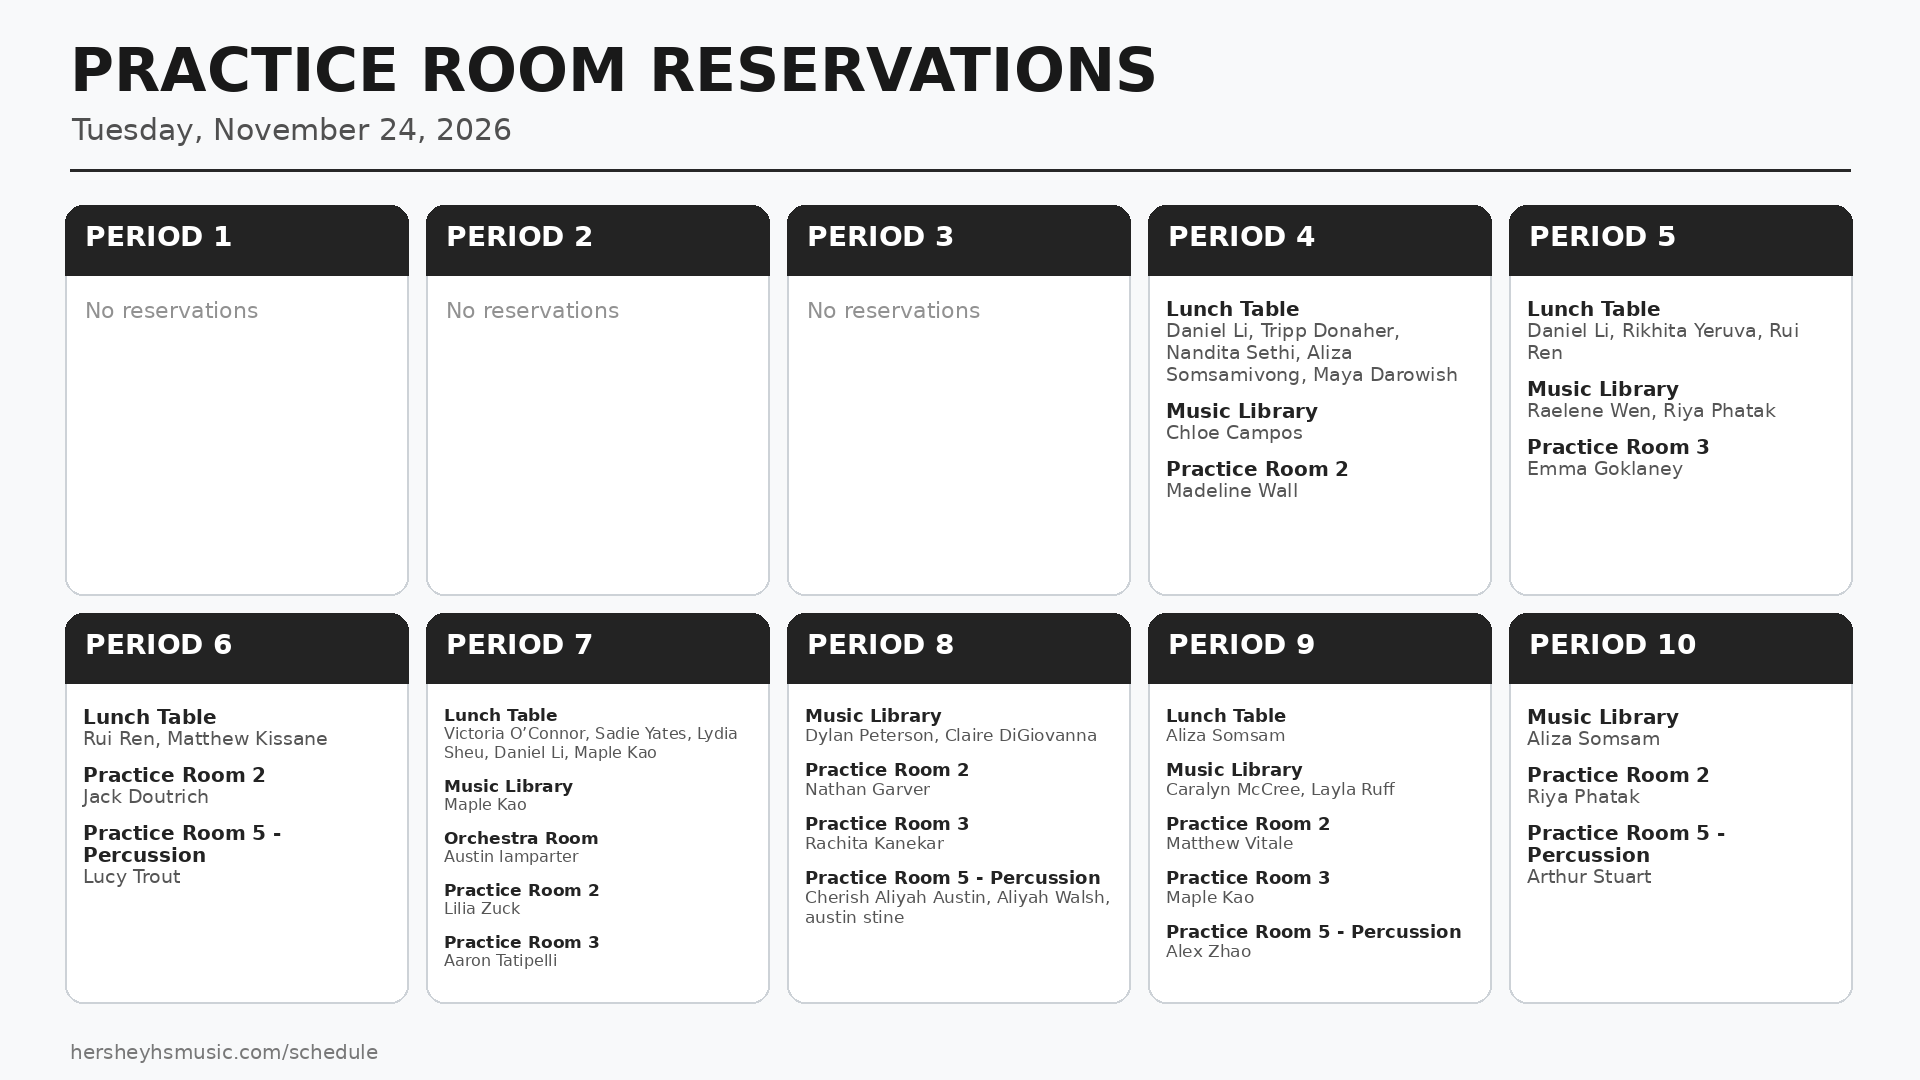 PRACTICE ROOM RESERVATIONS
Tuesday, November 24, 2026
PERIOD 1
No reservations
PERIOD 2
No reservations
PERIOD 3
No reservations
PERIOD 4
Lunch Table
Daniel Li, Tripp Donaher,
Nandita Sethi, Aliza
Somsamivong, Maya Darowish
Music Library
Chloe Campos
Practice Room 2
Madeline Wall
PERIOD 5
Lunch Table
Daniel Li, Rikhita Yeruva, Rui
Ren
Music Library
Raelene Wen, Riya Phatak
Practice Room 3
Emma Goklaney
PERIOD 6
Lunch Table
Rui Ren, Matthew Kissane
Practice Room 2
Jack Doutrich
Practice Room 5 -
Percussion
Lucy Trout
PERIOD 7
Lunch Table
Victoria O’Connor, Sadie Yates, Lydia
Sheu, Daniel Li, Maple Kao
Music Library
Maple Kao
Orchestra Room
Austin lamparter
Practice Room 2
Lilia Zuck
Practice Room 3
Aaron Tatipelli
PERIOD 8
Music Library
Dylan Peterson, Claire DiGiovanna
Practice Room 2
Nathan Garver
Practice Room 3
Rachita Kanekar
Practice Room 5 - Percussion
Cherish Aliyah Austin, Aliyah Walsh,
austin stine
PERIOD 9
Lunch Table
Aliza Somsam
Music Library
Caralyn McCree, Layla Ruff
Practice Room 2
Matthew Vitale
Practice Room 3
Maple Kao
Practice Room 5 - Percussion
Alex Zhao
PERIOD 10
Music Library
Aliza Somsam
Practice Room 2
Riya Phatak
Practice Room 5 -
Percussion
Arthur Stuart
hersheyhsmusic.com/schedule